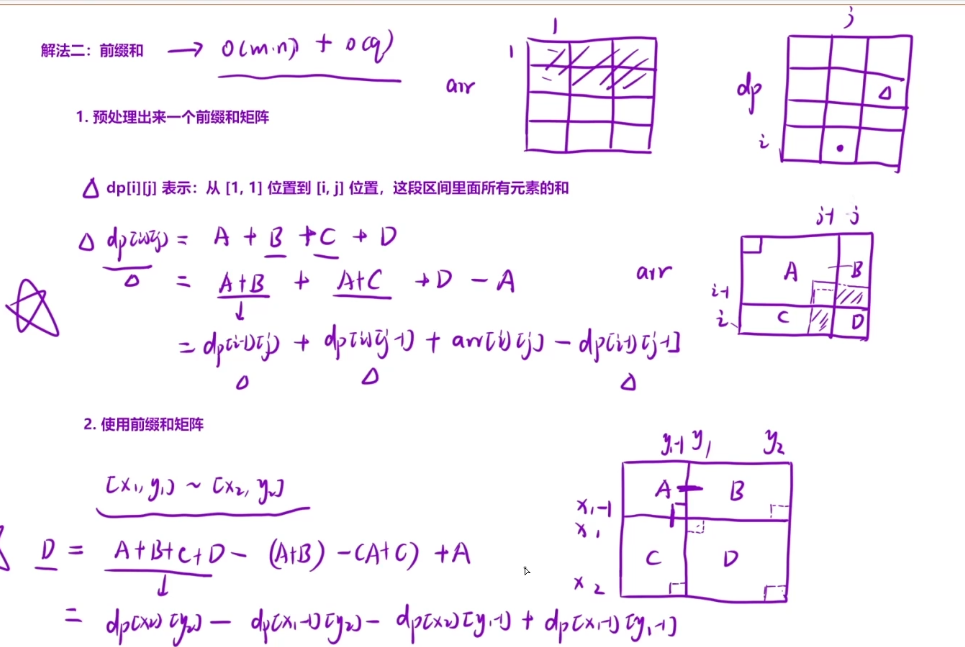 解法二：前缀和 → O(m·n) + O(q)
1 j
1
arr
dp
i
1. 预处理出来一个前缀和矩阵
dp[i][j] 表示：从 [1, 1] 位置到 [i, j] 位置，这段区间里面所有元素的和
dp[i][j] = A + B + C + D
= A+B + A+C + D - A
= dp[i-1][j] + dp[i][j-1] + arr[i][j] - dp[i-1][j-1]
j-1 j
arr
i-1
i
A B
C D
2. 使用前缀和矩阵
[x1, y1] ~ [x2, y2]
D = A+B+C+D - (A+B) - (A+C) + A
= dp[x2][y2] - dp[x1-1][y2] - dp[x2][y1-1] + dp[x1-1][y1-1]
y1-1 y1 y2
x1-1
x1
x2
A B
C D